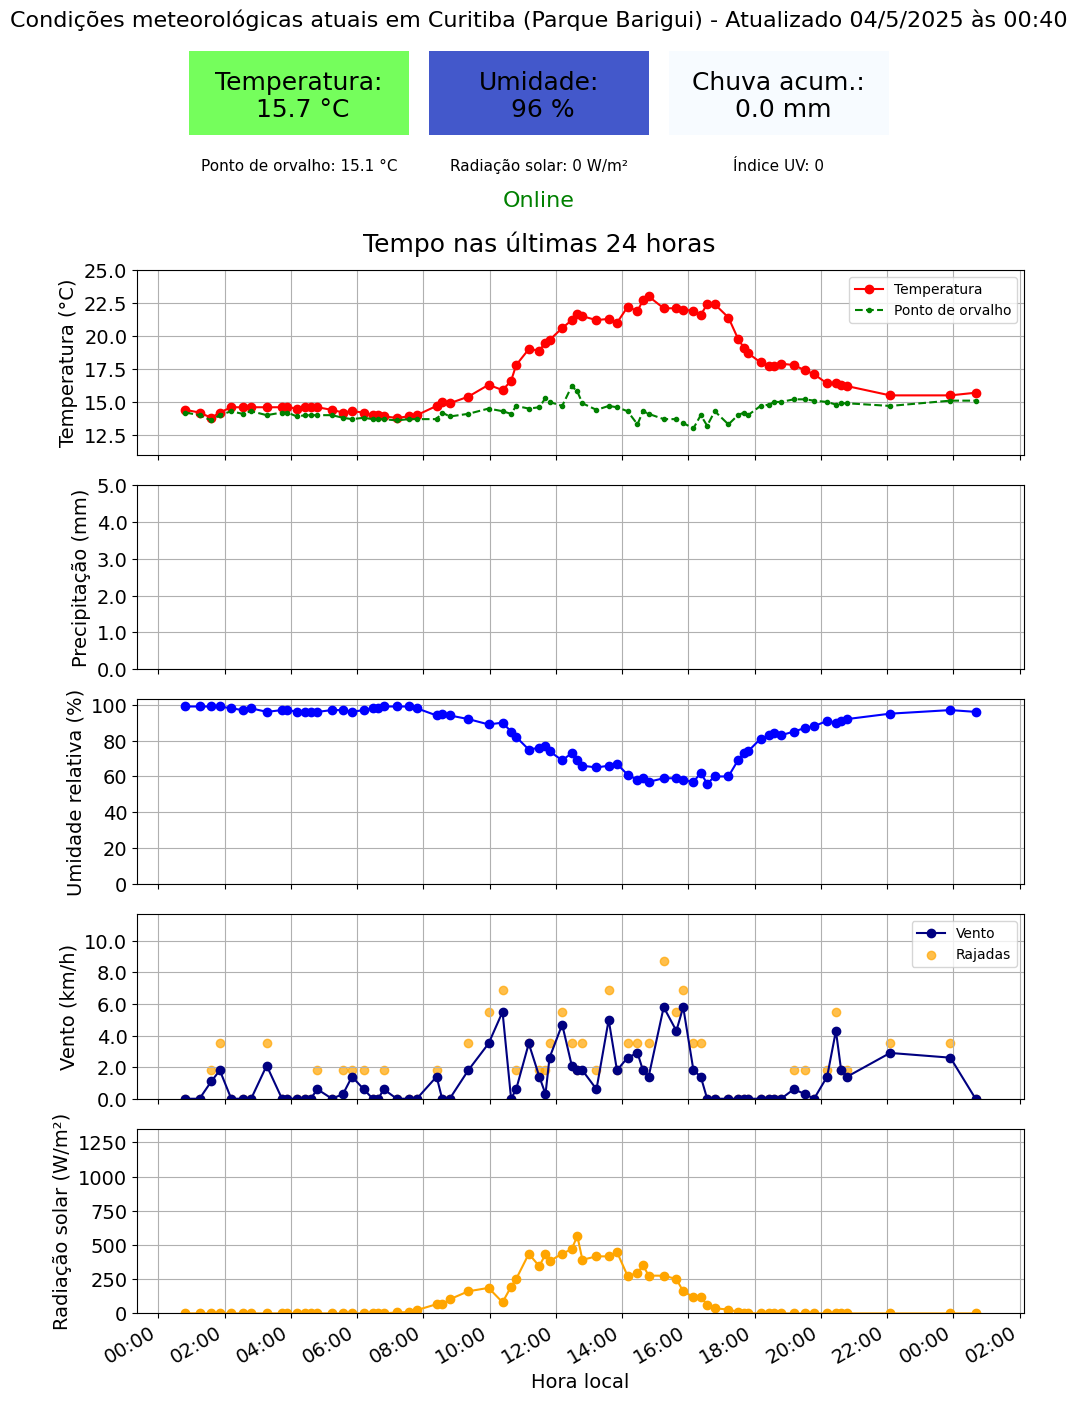 Condições meteorológicas atuais em Curitiba (Parque Barigui) - Atualizado 04/5/2025 às 00:40
Temperatura:
15.7 °C
Umidade:
96 %
Chuva acum.:
0.0 mm
Ponto de orvalho: 15.1 °C
Radiação solar: 0 W/m²
Índice UV: 0
Online
Tempo nas últimas 24 horas
Temperatura (°C)
25.0
22.5
20.0
17.5
15.0
12.5
Temperatura
Ponto de orvalho
Precipitação (mm)
5.0
4.0
3.0
2.0
1.0
0.0
Umidade relativa (%)
100
80
60
40
20
0
Vento (km/h)
10.0
8.0
6.0
4.0
2.0
0.0
Vento
Rajadas
Radiação solar (W/m²)
1250
1000
750
500
250
0
00:00 02:00 04:00 06:00 08:00 10:00 12:00 14:00 16:00 18:00 20:00 22:00 00:00 02:00
Hora local